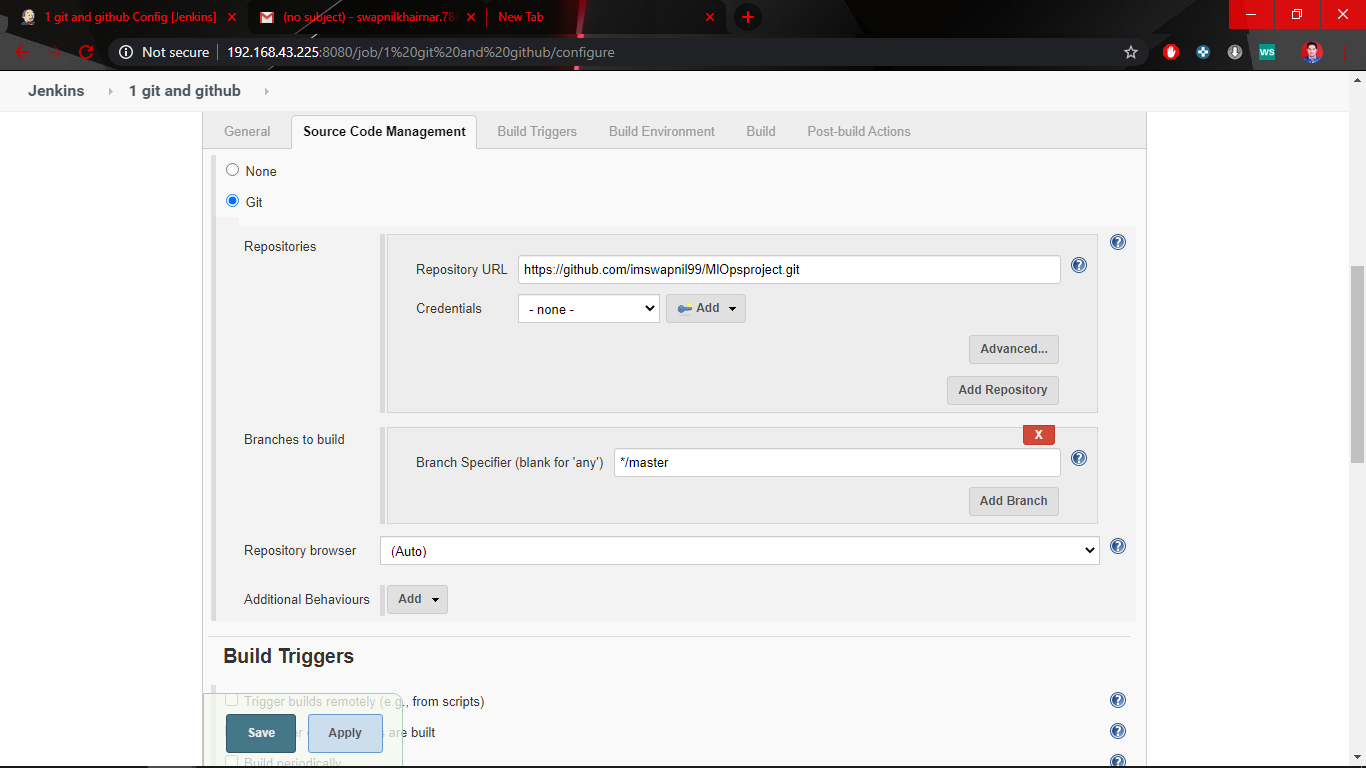 1 git and github Config [Jenkins]
(no subject) - swapnilkhairnar.78
New Tab
Not secure
192.168.43.225:8080/job/1%20git%20and%20github/configure
ws
Jenkins
1 git and github
General
Source Code Management
Build Triggers
Build Environment
Build
Post-build Actions
None
Git
Repositories
Repository URL
https://github.com/imswapnil99/MlOpsproject.git
Credentials
- none -
Add
Advanced...
Add Repository
Branches to build
X
Branch Specifier (blank for 'any')
*/master
Add Branch
Repository browser
(Auto)
Additional Behaviours
Add
Build Triggers
Trigger builds remotely (e.g., from scripts)
are built
Save
Apply
Build periodically